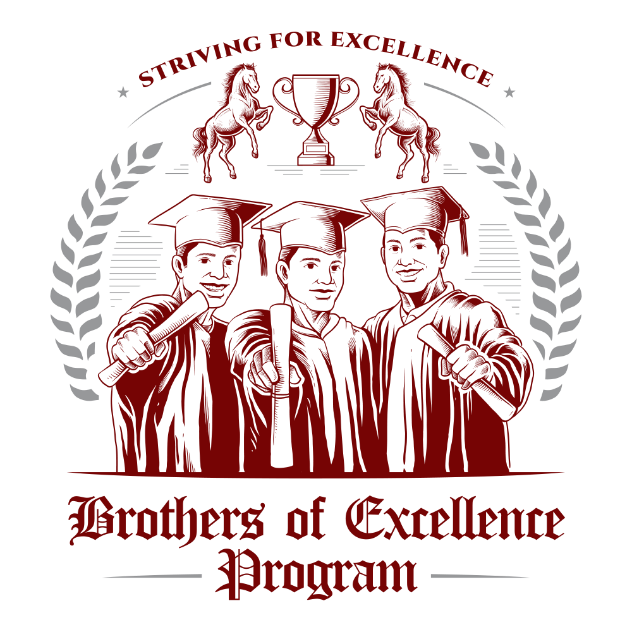 STRIVING FOR EXCELLENCE
Brothers of Excellence
Program